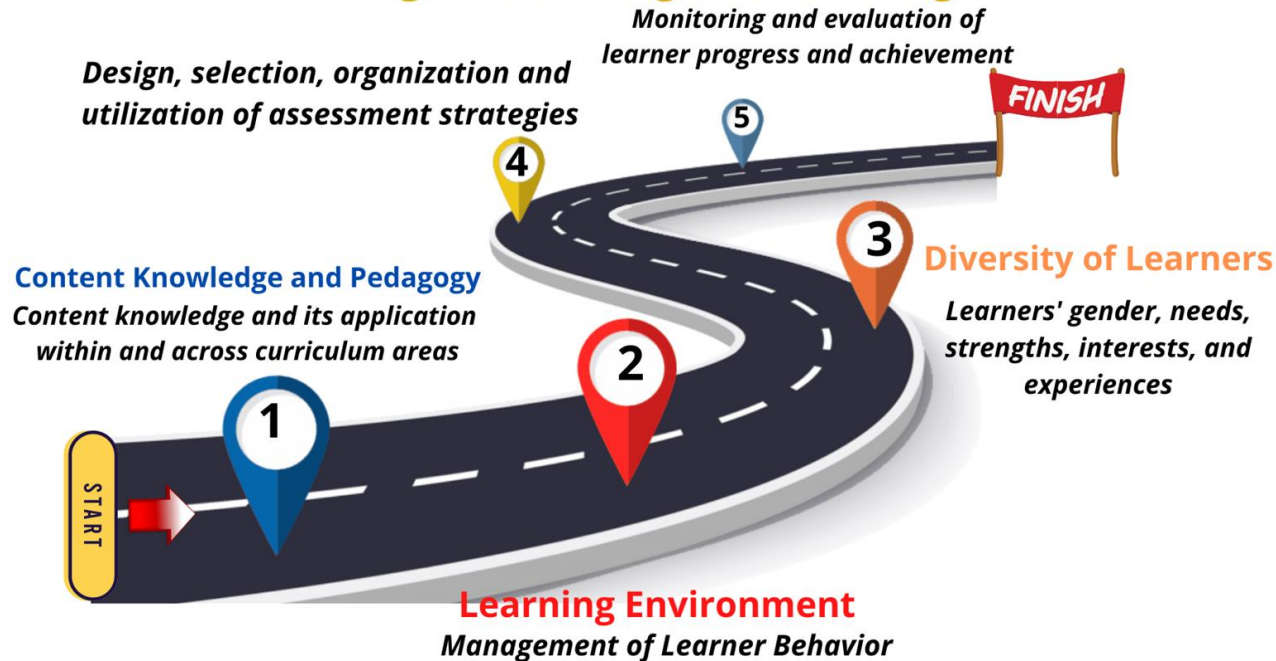 Monitoring and evaluation of
learner progress and achievement
Design, selection, organization and
utilization of assessment strategies
FINISH
5
4
3
Diversity of Learners
Learners' gender, needs,
strengths, interests, and
experiences
Content Knowledge and Pedagogy
Content knowledge and its application
within and across curriculum areas
2
1
START
Learning Environment
Management of Learner Behavior